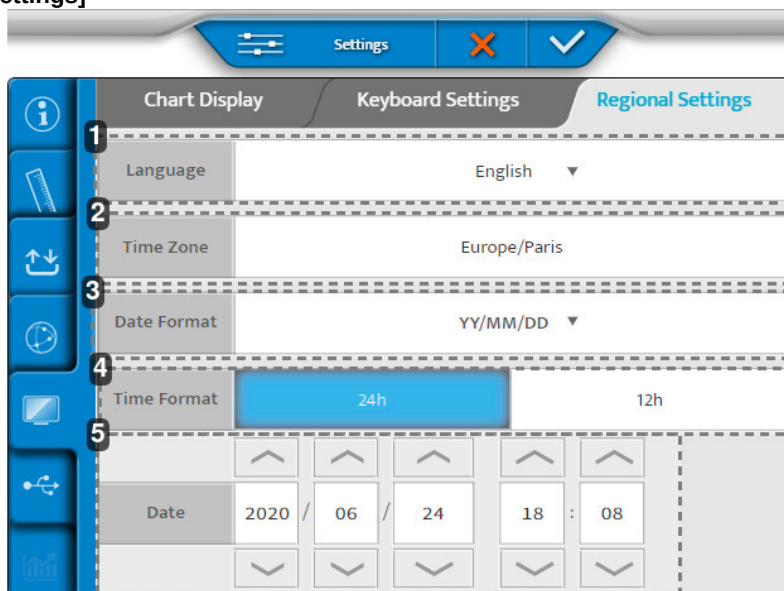 ettings]
Settings
Chart Display Keyboard Settings Regional Settings
1
Language English ▼
2
Time Zone Europe/Paris
3
Date Format YY/MM/DD ▼
4
Time Format 24h 12h
5
Date 2020 / 06 / 24 18 : 08